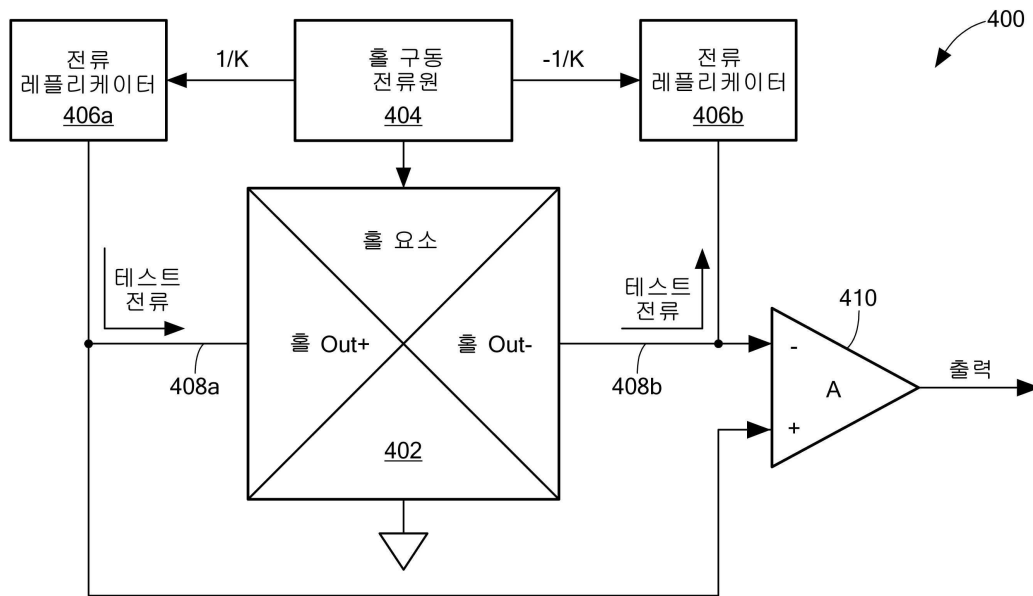 400
전류
레플리케이터
406a
1/K
홀 구동
전류원
404
-1/K
전류
레플리케이터
406b
홀 요소
테스트
전류
테스트
전류
410
홀 Out+
홀 Out-
-
A
+
출력
408a
408b
402